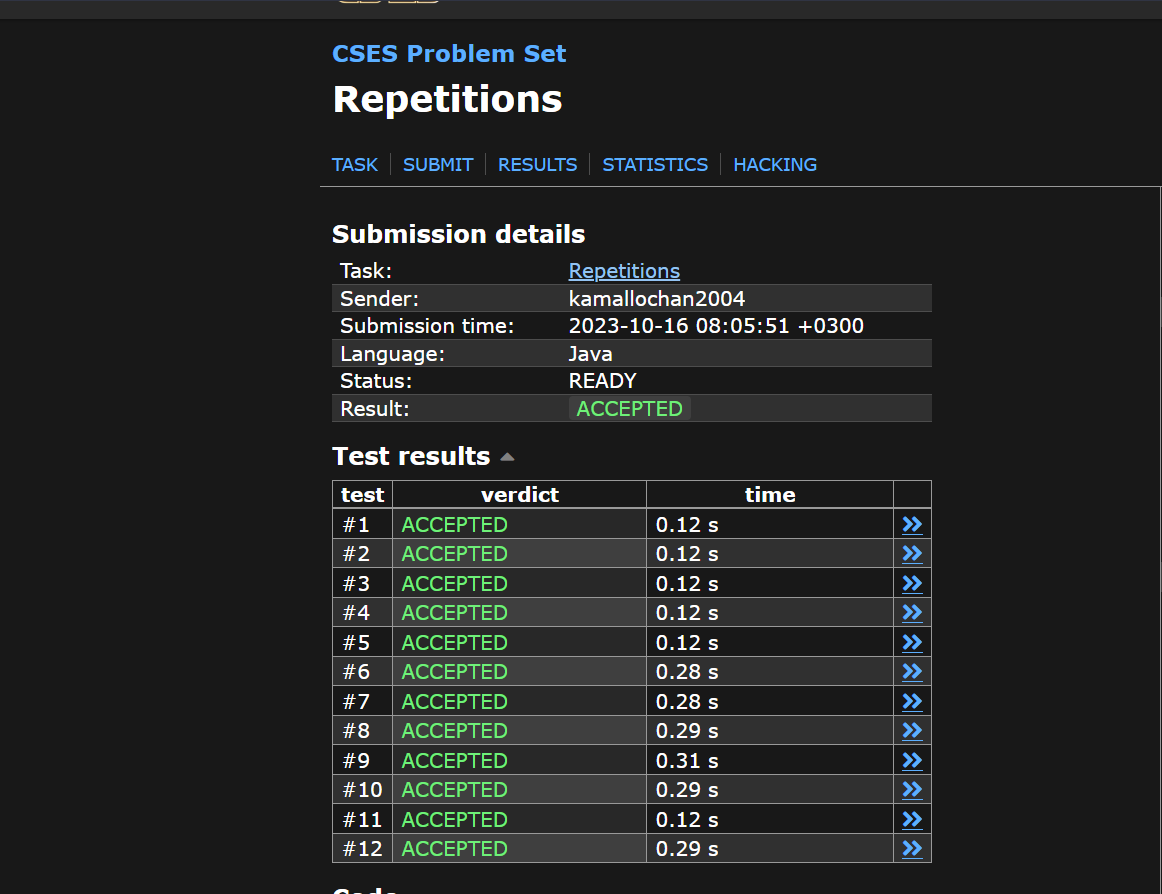 CSES Problem Set
Repetitions
TASK SUBMIT RESULTS STATISTICS HACKING
Submission details
Task: Repetitions
Sender: kamallochan2004
Submission time: 2023-10-16 08:05:51 +0300
Language: Java
Status: READY
Result: ACCEPTED
Test results
test verdict time
#1 ACCEPTED 0.12 s
#2 ACCEPTED 0.12 s
#3 ACCEPTED 0.12 s
#4 ACCEPTED 0.12 s
#5 ACCEPTED 0.12 s
#6 ACCEPTED 0.28 s
#7 ACCEPTED 0.28 s
#8 ACCEPTED 0.29 s
#9 ACCEPTED 0.31 s
#10 ACCEPTED 0.29 s
#11 ACCEPTED 0.12 s
#12 ACCEPTED 0.29 s